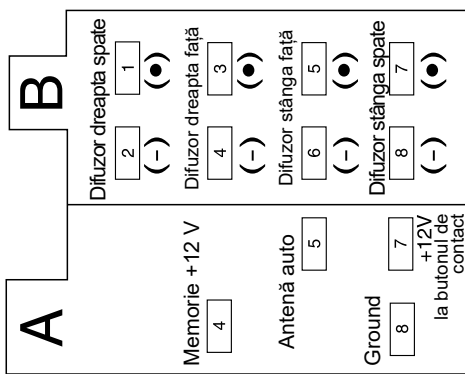 A
Memorie +12 V
4
Antenă auto
5
Ground
8
7
+12V
la butonul de
contact
B
Difuzor dreapta spate
2 1
(-) (●)
Difuzor dreapta față
4 3
(-) (●)
Difuzor stânga față
6 5
(-) (●)
Difuzor stânga spate
8 7
(-) (●)